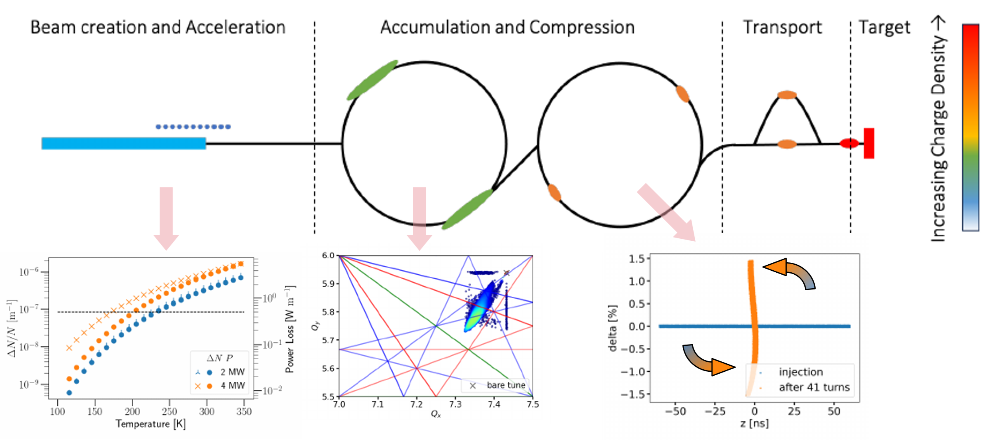 Beam creation and Acceleration
Accumulation and Compression
Transport
Target
Increasing Charge Density →
10⁻⁶
10⁻⁷
10⁻⁸
10⁻⁹
ΔN/N [m⁻¹]
10⁰
10⁻¹
10⁻²
Power Loss [W m⁻¹]
ΔN P
2 MW
4 MW
100 150 200 250 300 350
Temperature [K]
6.0
5.9
5.8
5.7
5.6
5.5
Qy
bare tune
7.0 7.1 7.2 7.3 7.4 7.5
Qx
1.5
1.0
0.5
0.0
−0.5
−1.0
−1.5
delta [%]
injection
after 41 turns
−50 −25 0 25 50
z [ns]